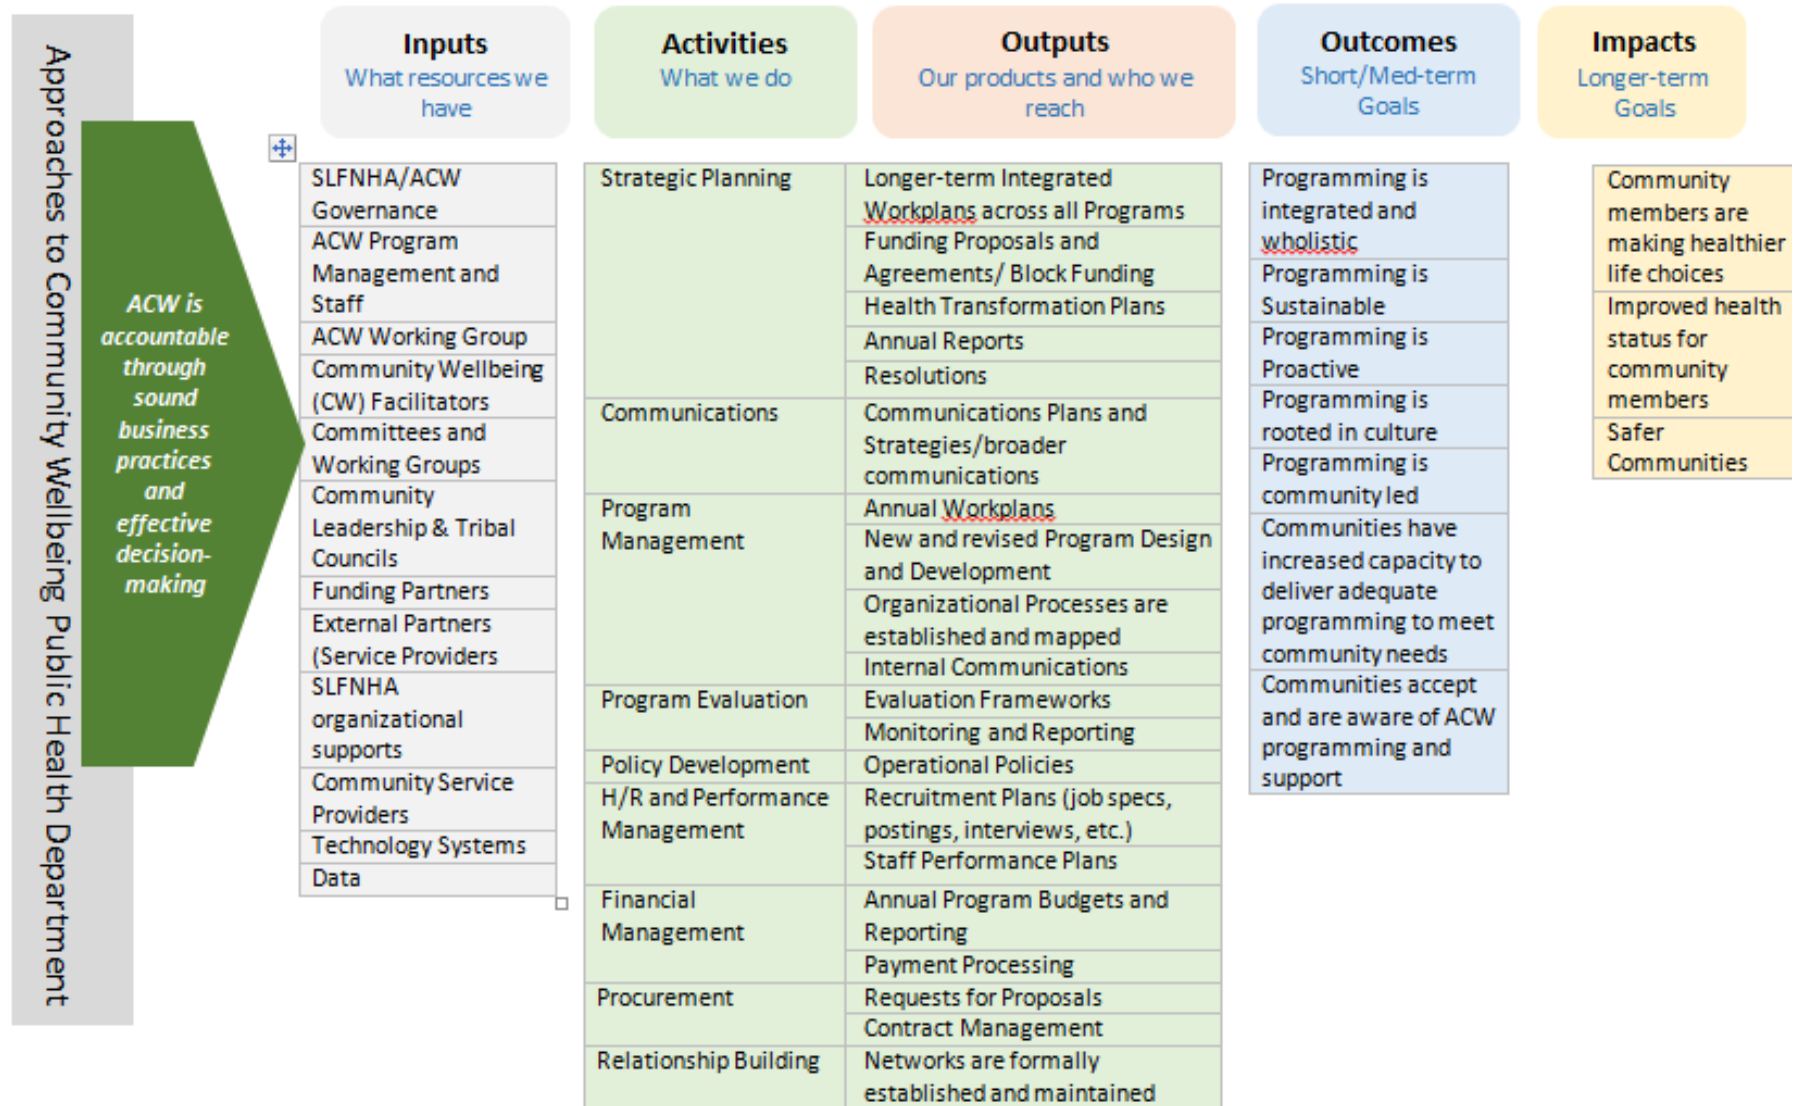 Approaches to Community Wellbeing Public Health Department
ACW is
accountable
through
sound
business
practices
and
effective
decision-
making
Inputs
What resources we
have
SLFNHA/ACW
Governance
ACW Program
Management and
Staff
ACW Working Group
Community Wellbeing
(CW) Facilitators
Committees and
Working Groups
Community
Leadership & Tribal
Councils
Funding Partners
External Partners
(Service Providers
SLFNHA
organizational
supports
Community Service
Providers
Technology Systems
Data
Activities
What we do
Outputs
Our products and who we
reach
Strategic Planning
Longer-term Integrated
Workplans across all Programs
Funding Proposals and
Agreements/ Block Funding
Health Transformation Plans
Annual Reports
Resolutions
Communications
Communications Plans and
Strategies/broader
communications
Program
Management
Annual Workplans
New and revised Program Design
and Development
Organizational Processes are
established and mapped
Internal Communications
Program Evaluation
Evaluation Frameworks
Monitoring and Reporting
Policy Development
Operational Policies
H/R and Performance
Management
Recruitment Plans (job specs,
postings, interviews, etc.)
Staff Performance Plans
Financial
Management
Annual Program Budgets and
Reporting
Payment Processing
Procurement
Requests for Proposals
Contract Management
Relationship Building
Networks are formally
established and maintained
Outcomes
Short/Med-term
Goals
Programming is
integrated and
wholistic
Programming is
Sustainable
Programming is
Proactive
Programming is
rooted in culture
Programming is
community led
Communities have
increased capacity to
deliver adequate
programming to meet
community needs
Communities accept
and are aware of ACW
programming and
support
Impacts
Longer-term
Goals
Community
members are
making healthier
life choices
Improved health
status for
community
members
Safer
Communities